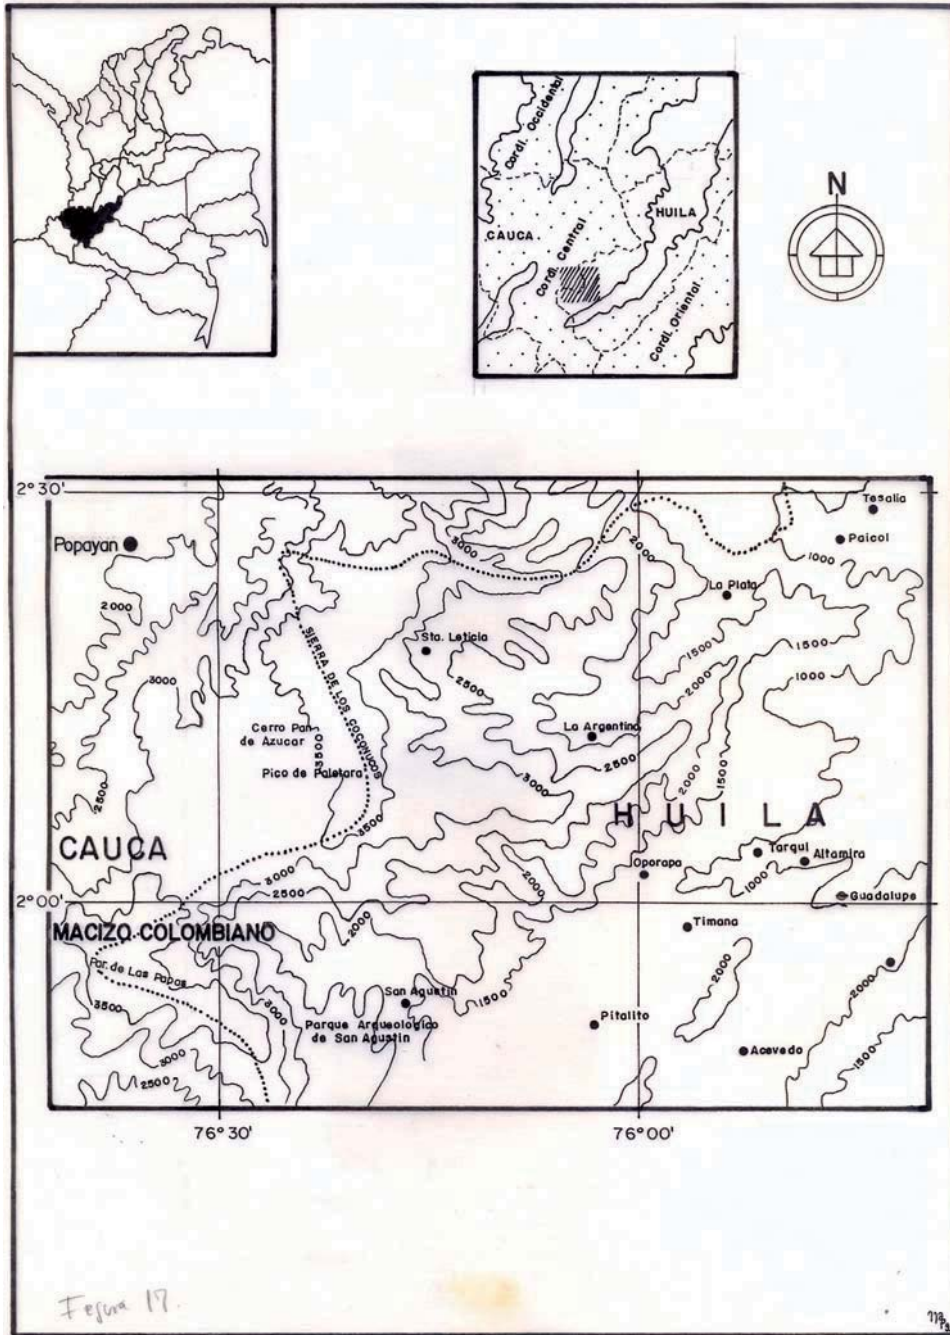 Cordl. Occidental
CAUCA.
Cordl. Central
HUILA
Cordl. Oriental
N
2°30'
Popayan
2000
3000
2500
3000
2000
1000
Tesalia
Paicol
La Plata
1500
1500
1000
Sta. Leticia
SIERRA DE LOS COCONUCOS
2500
2000
Cerro Pan
de Azucar
3500
Pico de Paletara
La Argentina
2500
3000
2000
1500
HUILA
CAUCA
3500
3000
2500
2000
2000
Oporapa
Tarqui
Altamira
1000
Guadalupe
2°00'
MACIZO COLOMBIANO
Par. de Las Papas
3500
3000
2500
3000
San Agustin
1500
Parque Arqueologico
de San Agustin
Timana
2000
Pitalito
Acevedo
2000
1500
76°30'
76°00'
Figura 17.